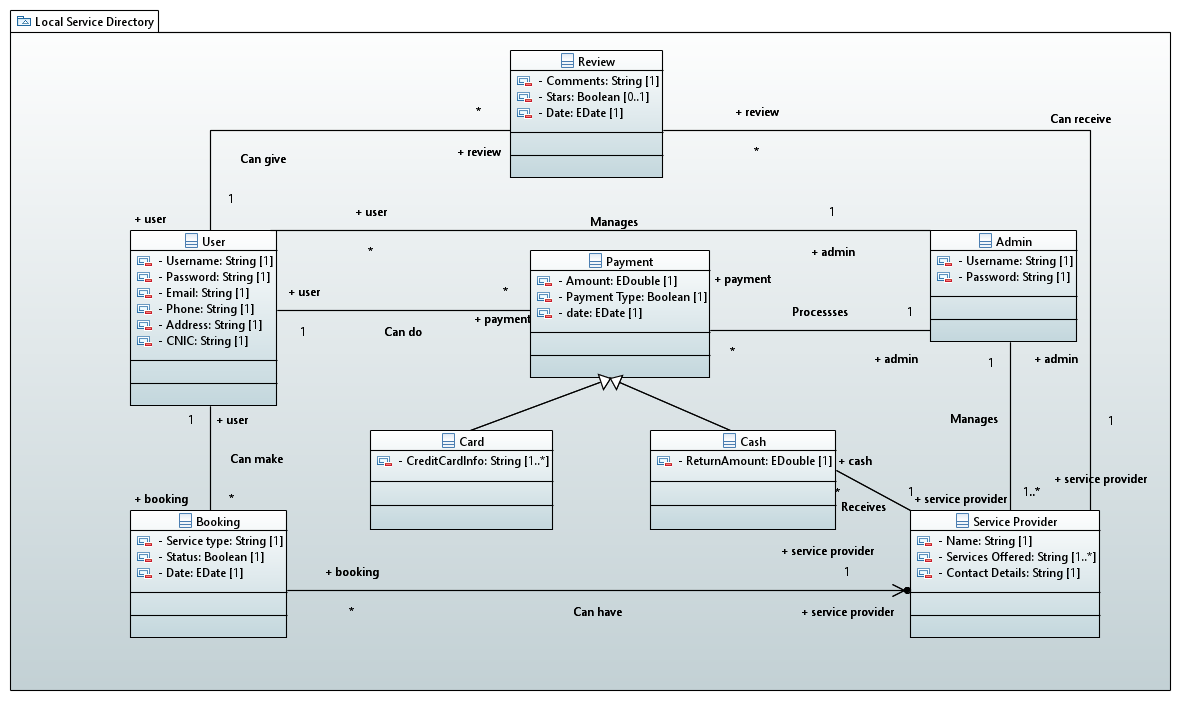 Local Service Directory
Review
- Comments: String [1]
- Stars: Boolean [0..1]
- Date: EDate [1]
*
+ review
Can receive
+ review
*
Can give
1
+ user
+ user
1
Manages
*
+ admin
User
- Username: String [1]
- Password: String [1]
- Email: String [1]
- Phone: String [1]
- Address: String [1]
- CNIC: String [1]
Payment
- Amount: EDouble [1]
- Payment Type: Boolean [1]
- date: EDate [1]
Admin
- Username: String [1]
- Password: String [1]
+ user
*
+ payment
1
Can do
+ payment
Processses
1
*
+ admin
1
+ admin
1
+ user
Can make
+ booking
*
Card
- CreditCardInfo: String [1..*]
Cash
- ReturnAmount: EDouble [1]
+ cash
*
Receives
1
+ service provider
Manages
1..*
1
+ service provider
Booking
- Service type: String [1]
- Status: Boolean [1]
- Date: EDate [1]
Service Provider
- Name: String [1]
- Services Offered: String [1..*]
- Contact Details: String [1]
+ booking
+ service provider
1
*
Can have
+ service provider